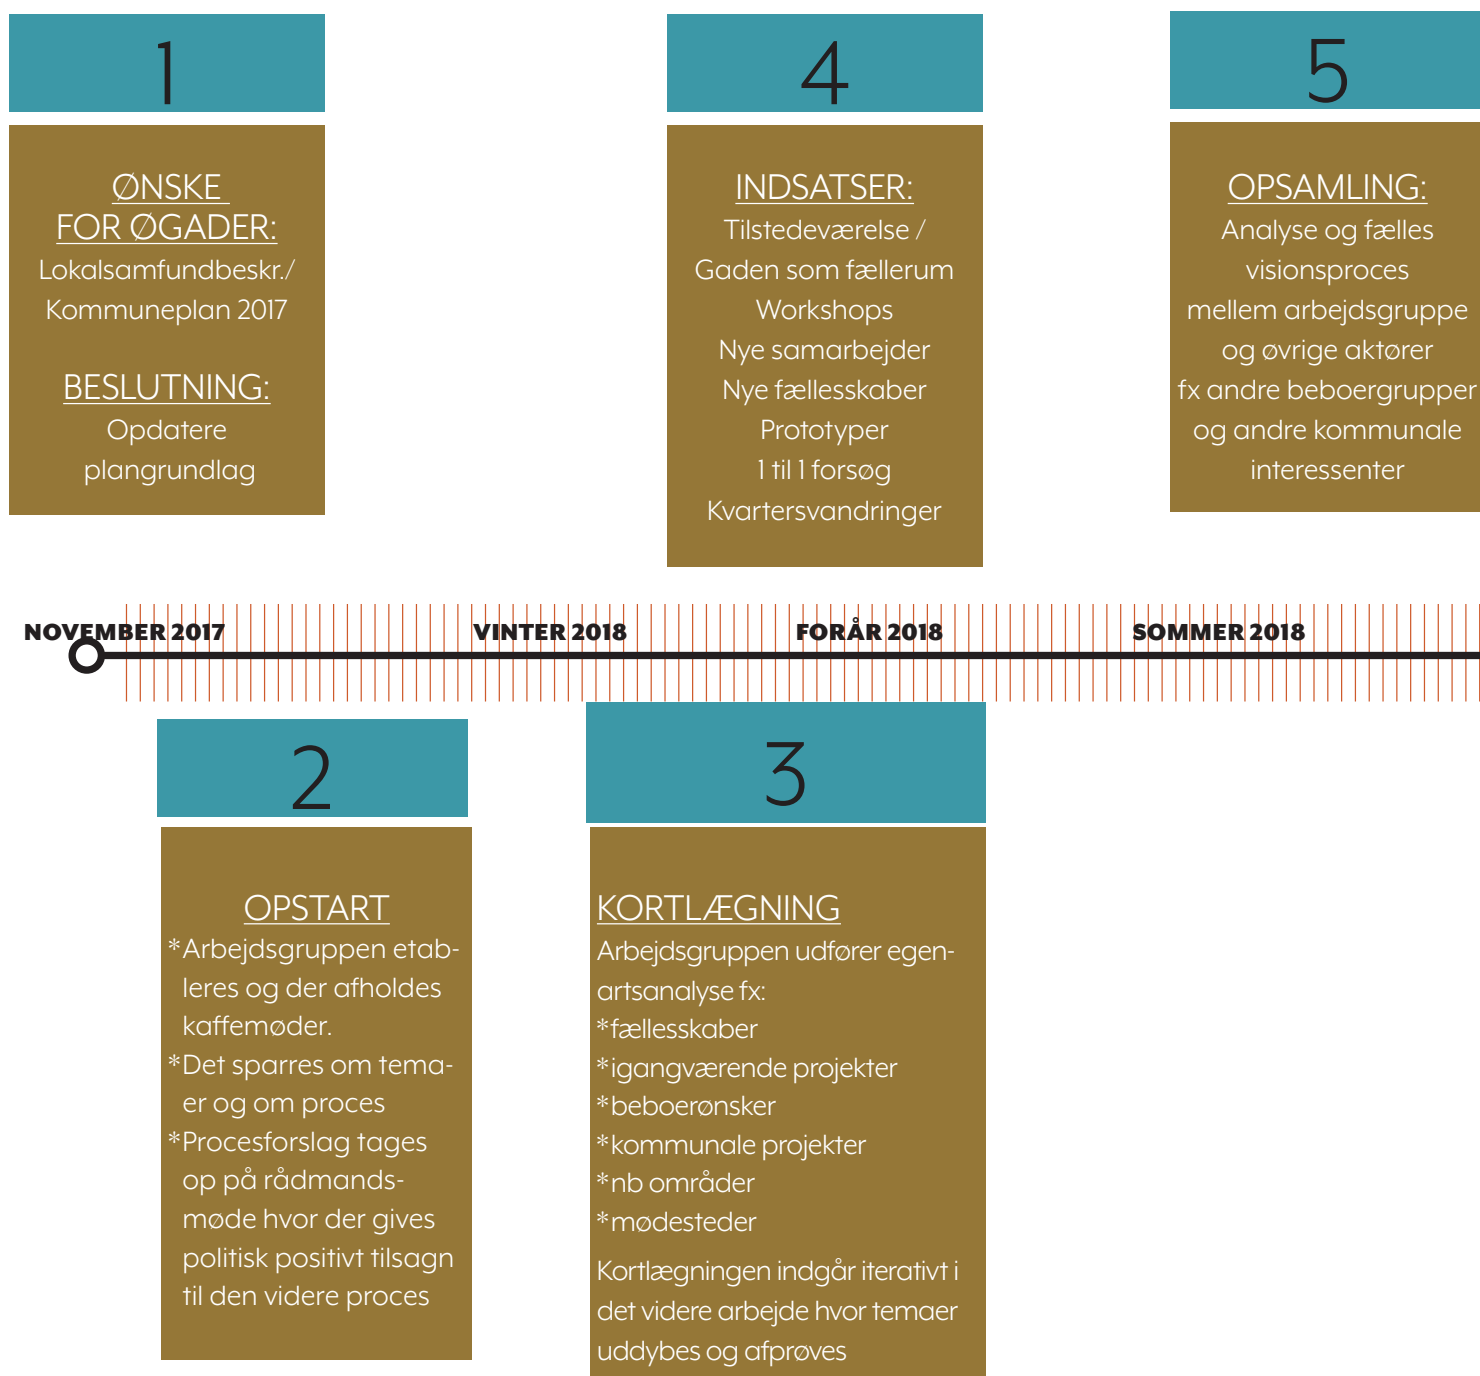 1
ØNSKE
FOR ØGADER:
Lokalsamfundbeskr./
Kommuneplan 2017
BESLUTNING:
Opdatere
plangrundlag
4
INDSATSER:
Tilstedeværelse /
Gaden som fællerum
Workshops
Nye samarbejder
Nye fællesskaber
Prototyper
1 til 1 forsøg
Kvartersvandringer
5
OPSAMLING:
Analyse og fælles
visionsproces
mellem arbejdsgruppe
og øvrige aktører
fx andre beboergrupper
og andre kommunale
interessenter
NOVEMBER 2017
VINTER 2018
FORÅR 2018
SOMMER 2018
2
OPSTART
*Arbejdsgruppen etab-
leres og der afholdes
kaffemøder.
*Det sparres om tema-
er og om proces
*Procesforslag tages
op på rådmands-
møde hvor der gives
politisk positivt tilsagn
til den videre proces
3
KORTLÆGNING
Arbejdsgruppen udfører egen-
artsanalyse fx:
*fællesskaber
*igangværende projekter
*beboerønsker
*kommunale projekter
*nb områder
*mødesteder
Kortlægningen indgår iterativt i
det videre arbejde hvor temaer
uddybes og afprøves